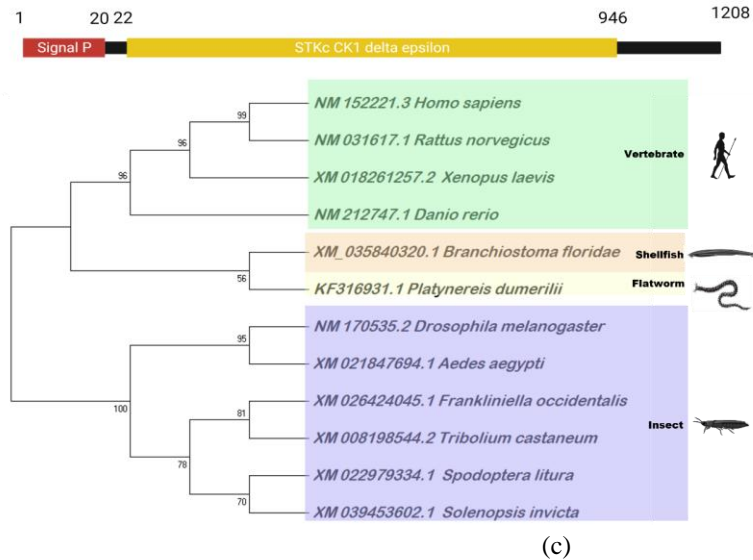 1 20 22 946 1208
Signal P STKc CK1 delta epsilon
99 NM 152221.3 Homo sapiens
96 NM 031617.1 Rattus norvegicus
Vertebrate
96 XM 018261257.2 Xenopus laevis
NM 212747.1 Danio rerio
XM_035840320.1 Branchiostoma floridae Shellfish
56 KF316931.1 Platynereis dumerilii Flatworm
NM 170535.2 Drosophila melanogaster
95 XM 021847694.1 Aedes aegypti
100 XM 026424045.1 Frankliniella occidentalis
81 Insect
XM 008198544.2 Tribolium castaneum
78 XM 022979334.1 Spodoptera litura
70 XM 039453602.1 Solenopsis invicta
(c)